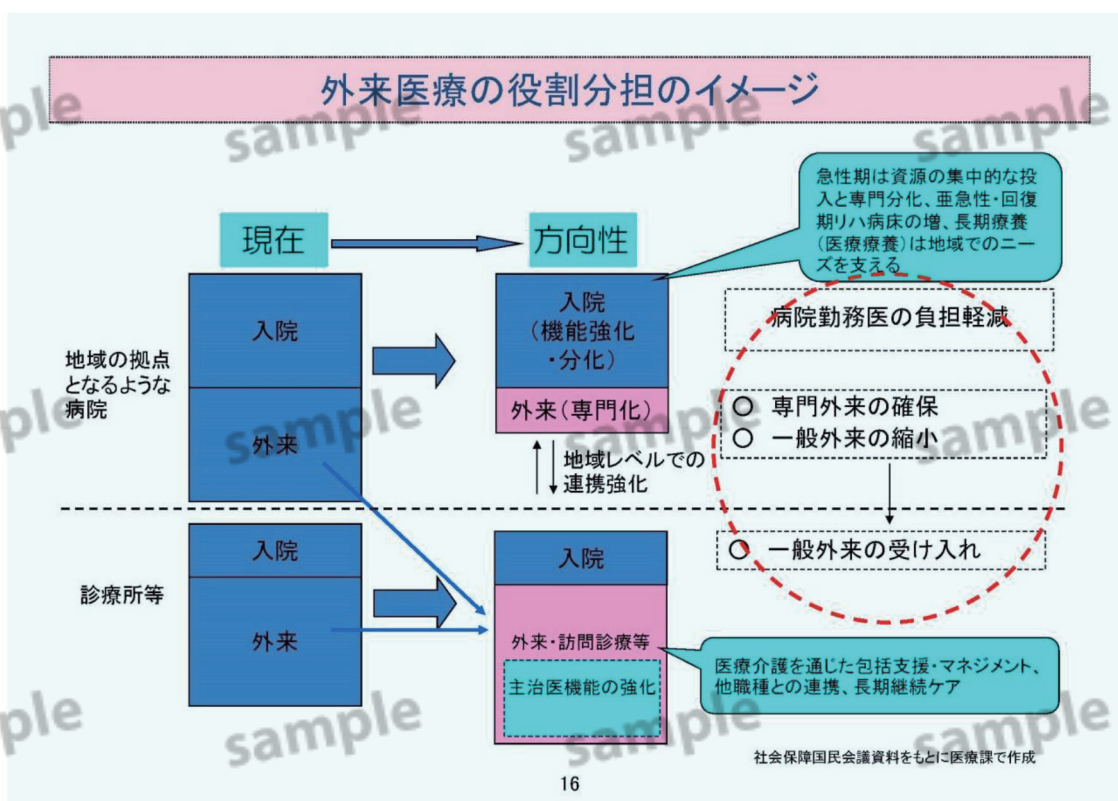 外来医療の役割分担のイメージ
現在
方向性
急性期は資源の集中的な投
入と専門分化、亜急性・回復
期リハ病床の増、長期療養
(医療療養)は地域でのニー
ズを支える
地域の拠点
となるような
病院
入院
外来
入院
(機能強化
・分化)
外来(専門化)
地域レベルでの
連携強化
病院勤務医の負担軽減
○ 専門外来の確保
○ 一般外来の縮小
○ 一般外来の受け入れ
診療所等
入院
外来
入院
外来・訪問診療等
主治医機能の強化
医療介護を通じた包括支援・マネジメント、
他職種との連携、長期継続ケア
社会保障国民会議資料をもとに医療課で作成
16
ple
sample
sample
sample
ple
sample
sample
sample
ple
sample
sample
sample